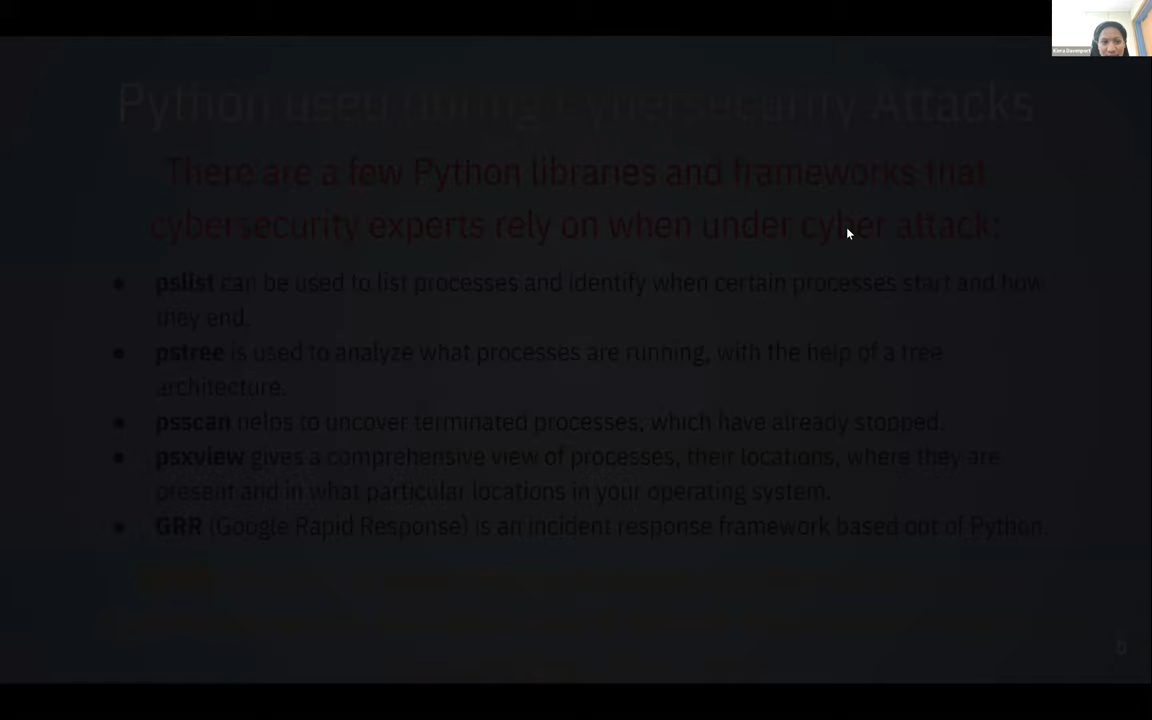 Kiera Davenport
Python used During Cybersecurity Attacks
There are a few Python libraries and frameworks that
cybersecurity experts rely on when under cyber attack:
● pslist can be used to list processes and identify when certain processes start and how
they end.
● pstree is used to analyze what processes are running, with the help of a tree
architecture.
● psscan helps to uncover terminated processes, which have already stopped.
● psxview gives a comprehensive view of processes, their locations, where they are
present and in what particular locations in your operating system.
● GRR (Google Rapid Response) is an incident response framework based out of Python.